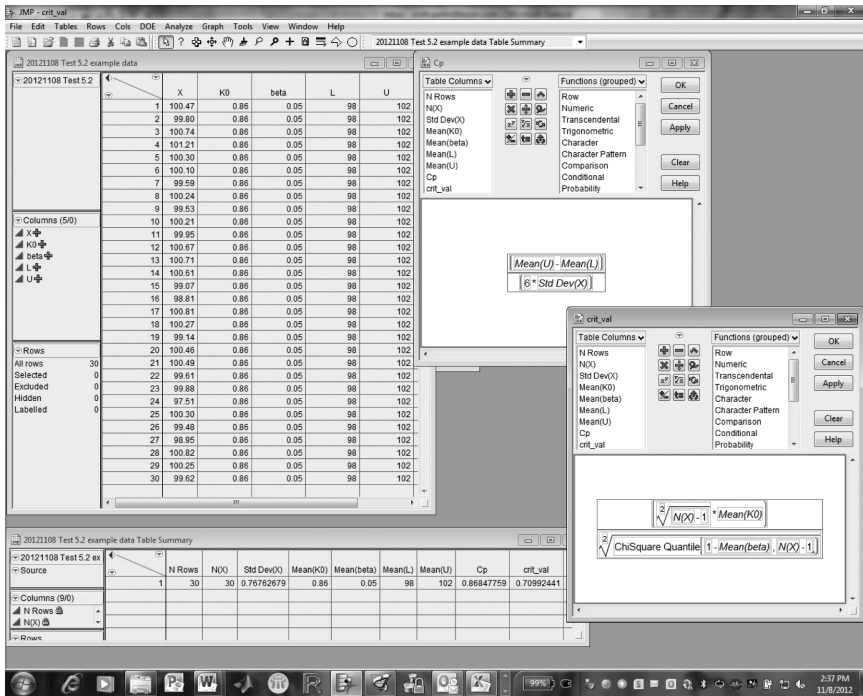 JMP - crit_val
File Edit Tables Rows Cols DOE Analyze Graph Tools View Window Help
20121108 Test 5.2 example data Table Summary
20121108 Test 5.2 example data
20121108 Test 5.2
X K0 beta L U
1 100.47 0.86 0.05 98 102
2 99.80 0.86 0.05 98 102
3 100.74 0.86 0.05 98 102
4 101.21 0.86 0.05 98 102
5 100.30 0.86 0.05 98 102
6 100.10 0.86 0.05 98 102
7 99.59 0.86 0.05 98 102
8 100.24 0.86 0.05 98 102
9 99.53 0.86 0.05 98 102
10 100.21 0.86 0.05 98 102
11 99.95 0.86 0.05 98 102
12 100.67 0.86 0.05 98 102
13 100.71 0.86 0.05 98 102
14 100.61 0.86 0.05 98 102
15 99.07 0.86 0.05 98 102
16 98.81 0.86 0.05 98 102
17 100.81 0.86 0.05 98 102
18 100.27 0.86 0.05 98 102
19 99.14 0.86 0.05 98 102
20 100.46 0.86 0.05 98 102
21 100.49 0.86 0.05 98 102
22 99.61 0.86 0.05 98 102
23 99.88 0.86 0.05 98 102
24 97.51 0.86 0.05 98 102
25 100.30 0.86 0.05 98 102
26 99.48 0.86 0.05 98 102
27 98.95 0.86 0.05 98 102
28 100.82 0.86 0.05 98 102
29 100.25 0.86 0.05 98 102
30 99.62 0.86 0.05 98 102
Columns (5/0)
X
K0
beta
L
U
Rows
All rows 30
Selected 0
Excluded 0
Hidden 0
Labelled 0
Cp
Table Columns
N Rows
N(X)
Std Dev(X)
Mean(K0)
Mean(beta)
Mean(L)
Mean(U)
Cp
crit_val
Functions (grouped)
Row
Numeric
Transcendental
Trigonometric
Character
Character Pattern
Comparison
Conditional
Probability
OK
Cancel
Apply
Clear
Help
(Mean(U) - Mean(L))
(6 * Std Dev(X))
crit_val
Table Columns
N Rows
N(X)
Std Dev(X)
Mean(K0)
Mean(beta)
Mean(L)
Mean(U)
Cp
crit_val
Functions (grouped)
Row
Numeric
Transcendental
Trigonometric
Character
Character Pattern
Comparison
Conditional
Probability
OK
Cancel
Apply
Clear
Help
(2√ N(X) - 1 * Mean(K0))
2√ ChiSquare Quantile(1 - Mean(beta), N(X) - 1)
20121108 Test 5.2 example data Table Summary
20121108 Test 5.2 ex
Source
N Rows N(X) Std Dev(X) Mean(K0) Mean(beta) Mean(L) Mean(U) Cp crit_val
1 30 30 0.76762679 0.86 0.05 98 102 0.86847759 0.70992441
Columns (9/0)
N Rows
N(X)
Rows
99%
2:37 PM
11/8/2012